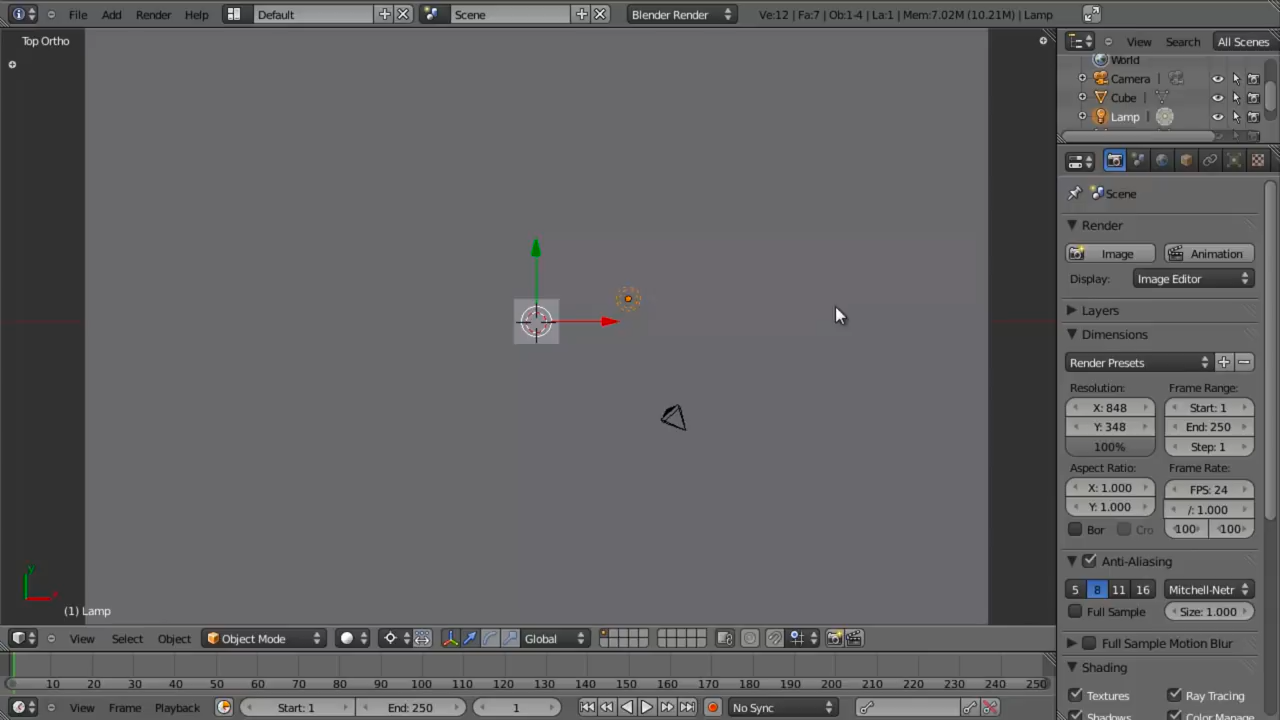 File Add Render Help Default Scene Blender Render Ve:12 | Fa:7 | Ob:1-4 | La:1 | Mem:7.02M (10.21M) | Lamp
Top Ortho
View Search All Scenes
World
Camera
Cube
Lamp
Scene
Render
Image Animation
Display: Image Editor
Layers
Dimensions
Render Presets
Resolution: Frame Range:
X: 848 Start: 1
Y: 348 End: 250
100% Step: 1
Aspect Ratio: Frame Rate:
X: 1.000 FPS: 24
Y: 1.000 /: 1.000
Bor Cro 100 100
Anti-Aliasing
5 8 11 16 Mitchell-Netr
Full Sample Size: 1.000
Full Sample Motion Blur
Shading
Textures Ray Tracing
Shadows Color Manage
y
x
(1) Lamp
View Select Object Object Mode Global
10 20 30 40 50 60 70 80 90 100 110 120 130 140 150 160 170 180 190 200 210 220 230 240 250
View Frame Playback Start: 1 End: 250 1 No Sync